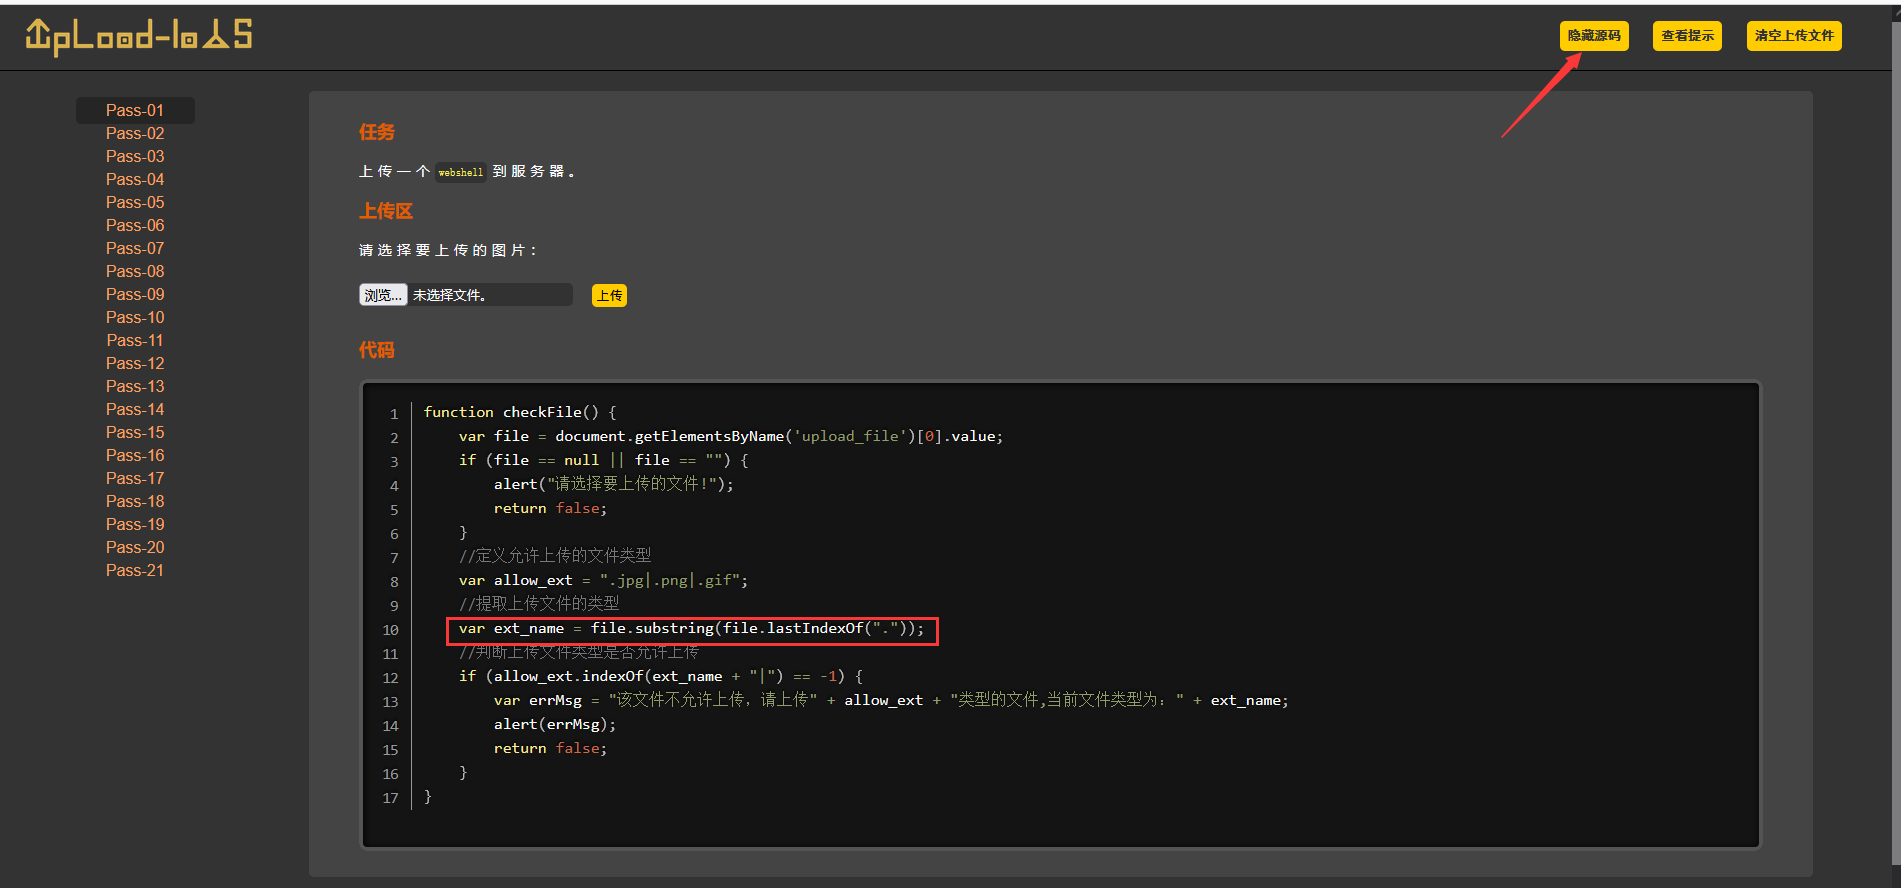 UpLoad-labs
隐藏源码 查看提示 清空上传文件
Pass-01
Pass-02
Pass-03
Pass-04
Pass-05
Pass-06
Pass-07
Pass-08
Pass-09
Pass-10
Pass-11
Pass-12
Pass-13
Pass-14
Pass-15
Pass-16
Pass-17
Pass-18
Pass-19
Pass-20
Pass-21
任务
上传一个 webshell 到服务器。
上传区
请选择要上传的图片：
浏览... 未选择文件。 上传
代码
1 function checkFile() {
2 var file = document.getElementsByName('upload_file')[0].value;
3 if (file == null || file == "") {
4 alert("请选择要上传的文件!");
5 return false;
6 }
7 //定义允许上传的文件类型
8 var allow_ext = ".jpg|.png|.gif";
9 //提取上传文件的类型
10 var ext_name = file.substring(file.lastIndexOf("."));
11 //判断上传文件类型是否允许上传
12 if (allow_ext.indexOf(ext_name + "|") == -1) {
13 var errMsg = "该文件不允许上传，请上传" + allow_ext + "类型的文件,当前文件类型为：" + ext_name;
14 alert(errMsg);
15 return false;
16 }
17 }